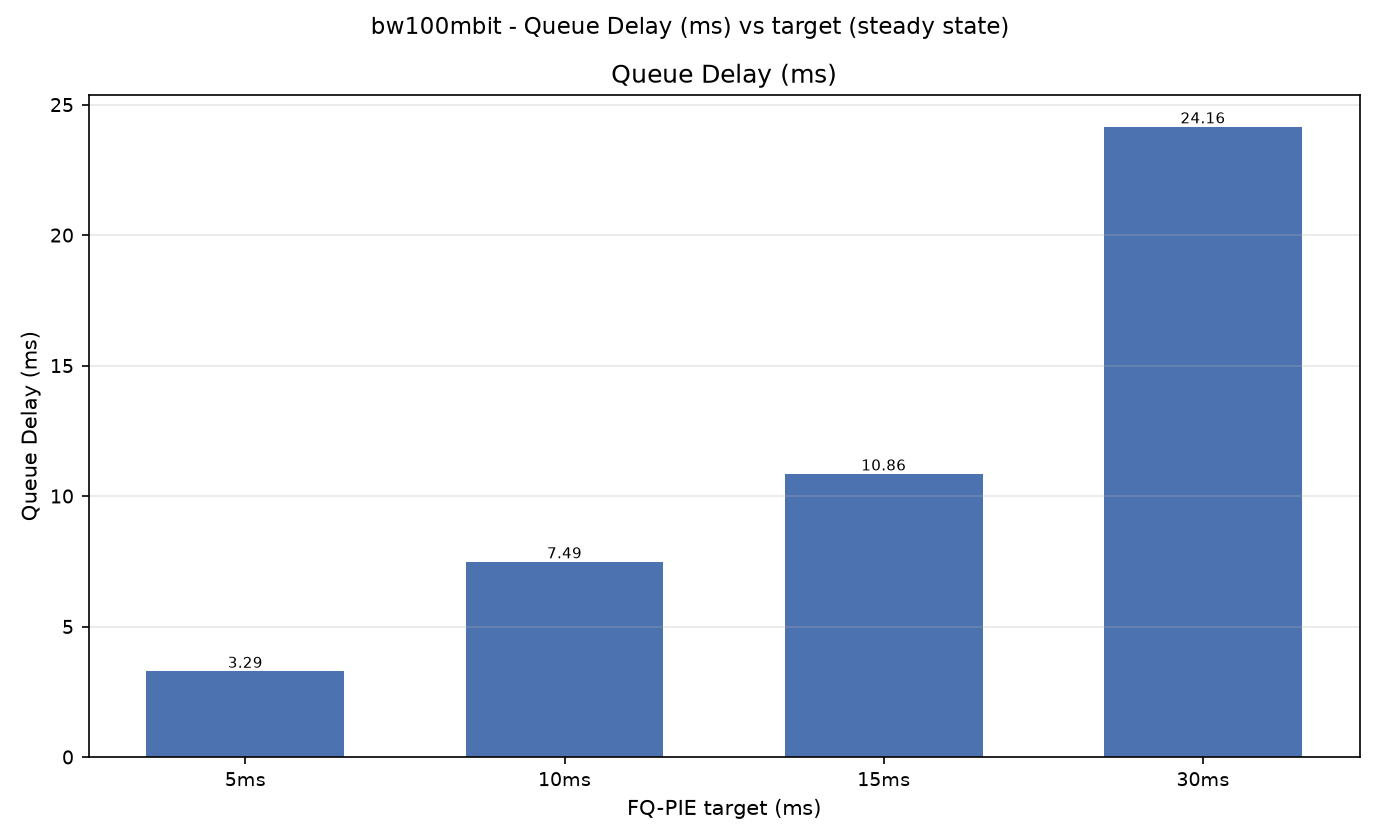 bw100mbit - Queue Delay (ms) vs target (steady state)
Queue Delay (ms)
Queue Delay (ms)
25
20
15
10
5
0
3.29
7.49
10.86
24.16
5ms
10ms
15ms
30ms
FQ-PIE target (ms)